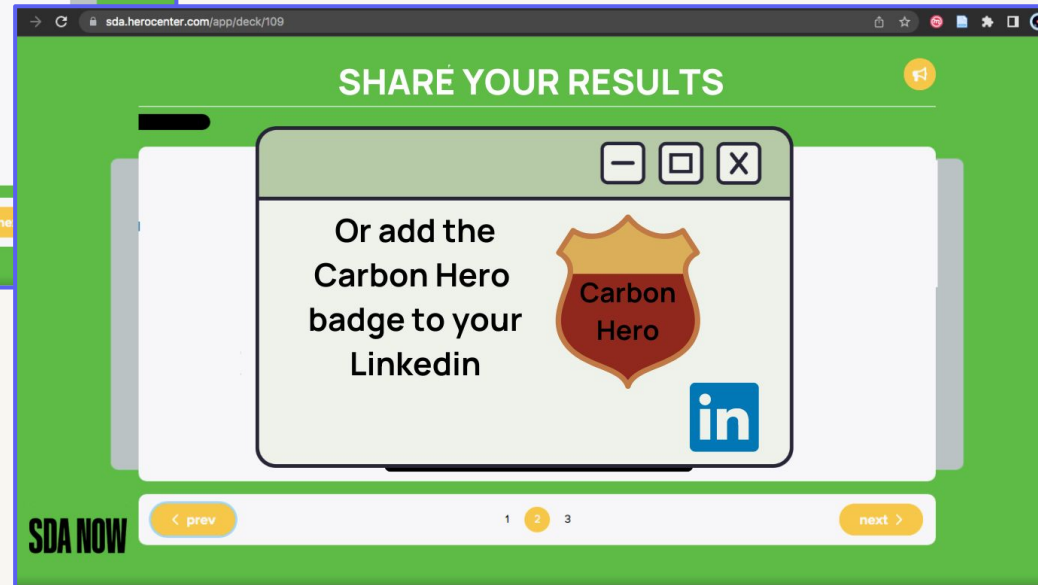 sda.herocenter.com/app/deck/109
SHARE YOUR RESULTS
Or add the
Carbon Hero
badge to your
Linkedin
Carbon
Hero
in
< prev
1 2 3
next >
SDA NOW